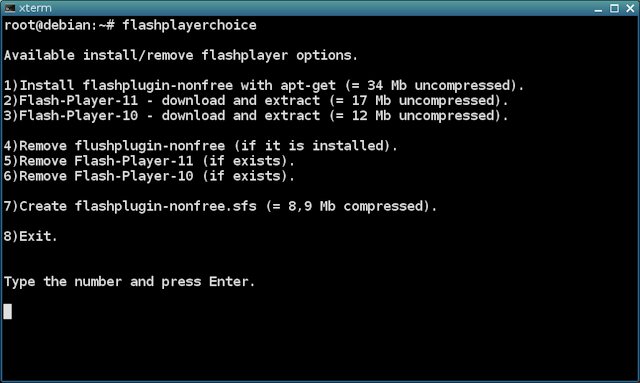 xterm
root@debian:~# flashplayerchoice
Available install/remove flashplayer options.
1)Install flashplugin-nonfree with apt-get (= 34 Mb uncompressed).
2)Flash-Player-11 - download and extract (= 17 Mb uncompressed).
3)Flash-Player-10 - download and extract (= 12 Mb uncompressed).
4)Remove flushplugin-nonfree (if it is installed).
5)Remove Flash-Player-11 (if exists).
6)Remove Flash-Player-10 (if exists).
7)Create flashplugin-nonfree.sfs (= 8,9 Mb compressed).
8)Exit.
Type the number and press Enter.